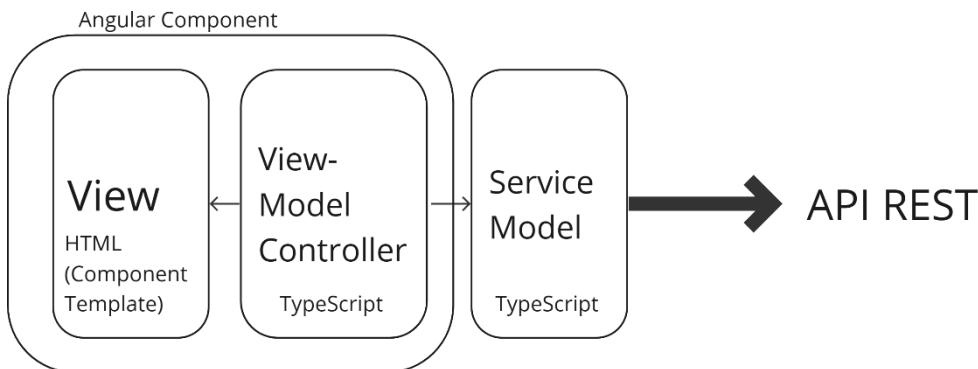 Angular Component
View
HTML
(Component
Template)
View-
Model
Controller
TypeScript
Service
Model
TypeScript
API REST